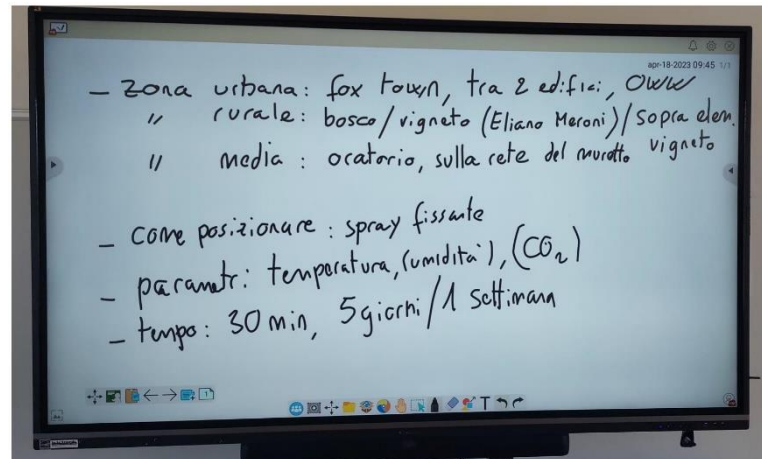 apr-18-2023 09:45 1/1
- zona urbana: fox town, tra 2 edifici, OWW
" rurale: bosco/vigneto (Eliano Meroni)/sopra elem.
vigneto
" media: oratorio, sulla rete del muretto
- come posizionare: spray fissante
- parametri: temperatura, (umidità), (CO2)
- tempo: 30 min, 5 giorni/1 settimana
T